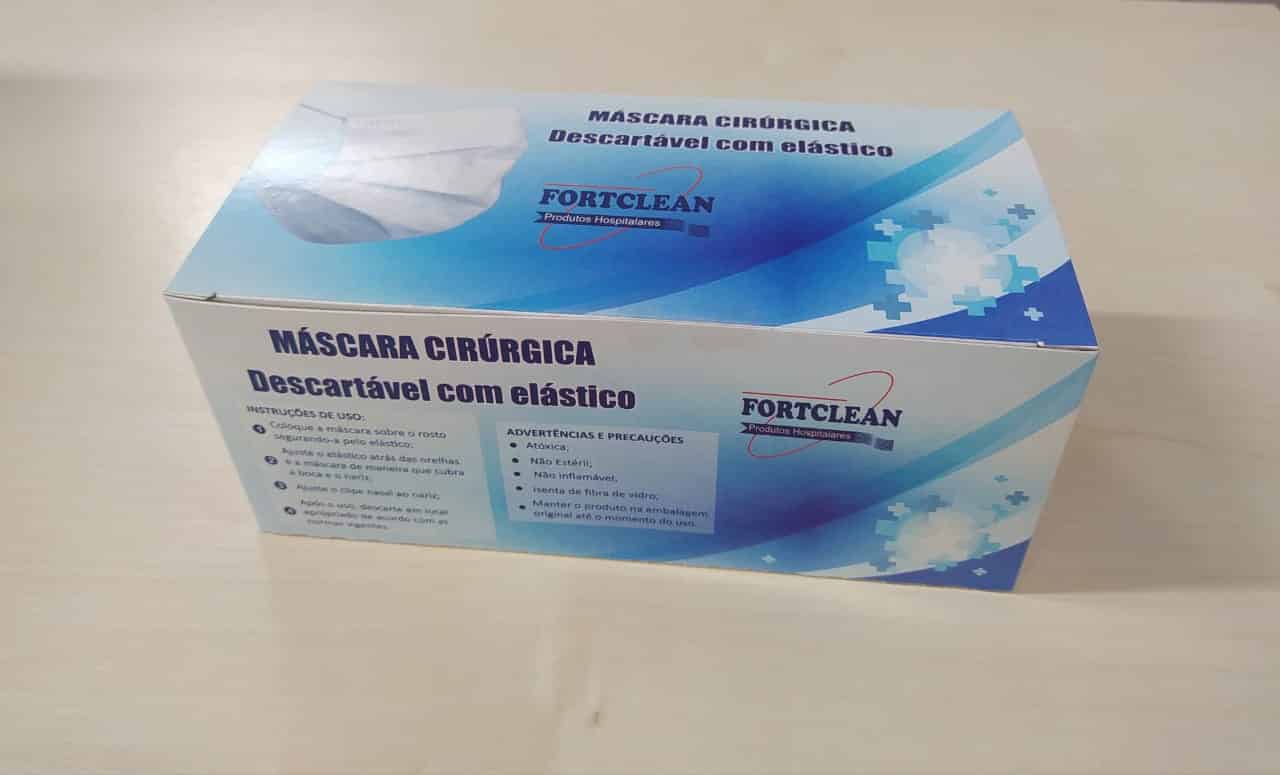 MÁSCARA CIRÚRGICA
Descartável com elástico
FORTCLEAN
Produtos Hospitalares
MÁSCARA CIRÚRGICA
Descartável com elástico
INSTRUÇÕES DE USO:
1 Coloque a máscara sobre o rosto
segurando-a pelo elástico;
2 Ajuste o elástico atrás das orelhas
e a máscara de maneira que cubra
a boca e o nariz;
3 Ajuste o clipe nasal ao nariz;
4 Após o uso, descarte em local
apropriado de acordo com as
normas vigentes.
ADVERTÊNCIAS E PRECAUÇÕES
• Atóxica;
• Não Estéril;
• Não inflamável;
• Isenta de fibra de vidro;
• Manter o produto na embalagem
original até o momento do uso.
FORTCLEAN
Produtos Hospitalares